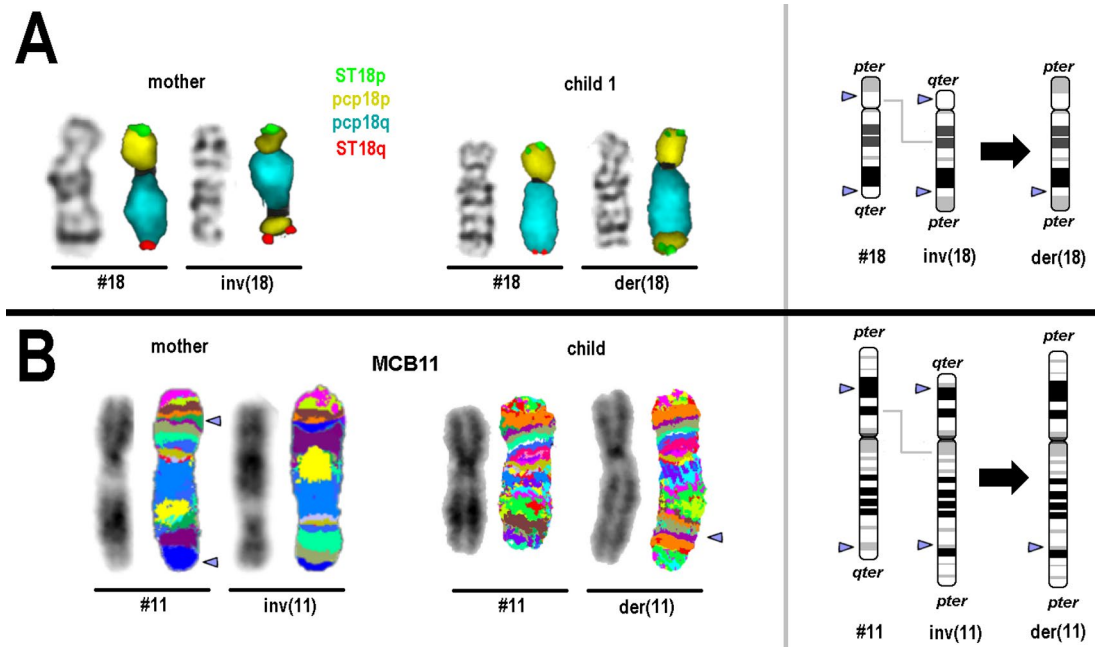 A
mother
ST18p
pcp18p
pcp18q
ST18q
child 1
#18
inv(18)
#18
der(18)
pter
qter
pter
qter
pter
pter
#18
inv(18)
der(18)
B
mother
MCB11
child
#11
inv(11)
#11
der(11)
pter
qter
pter
qter
pter
pter
#11
inv(11)
der(11)